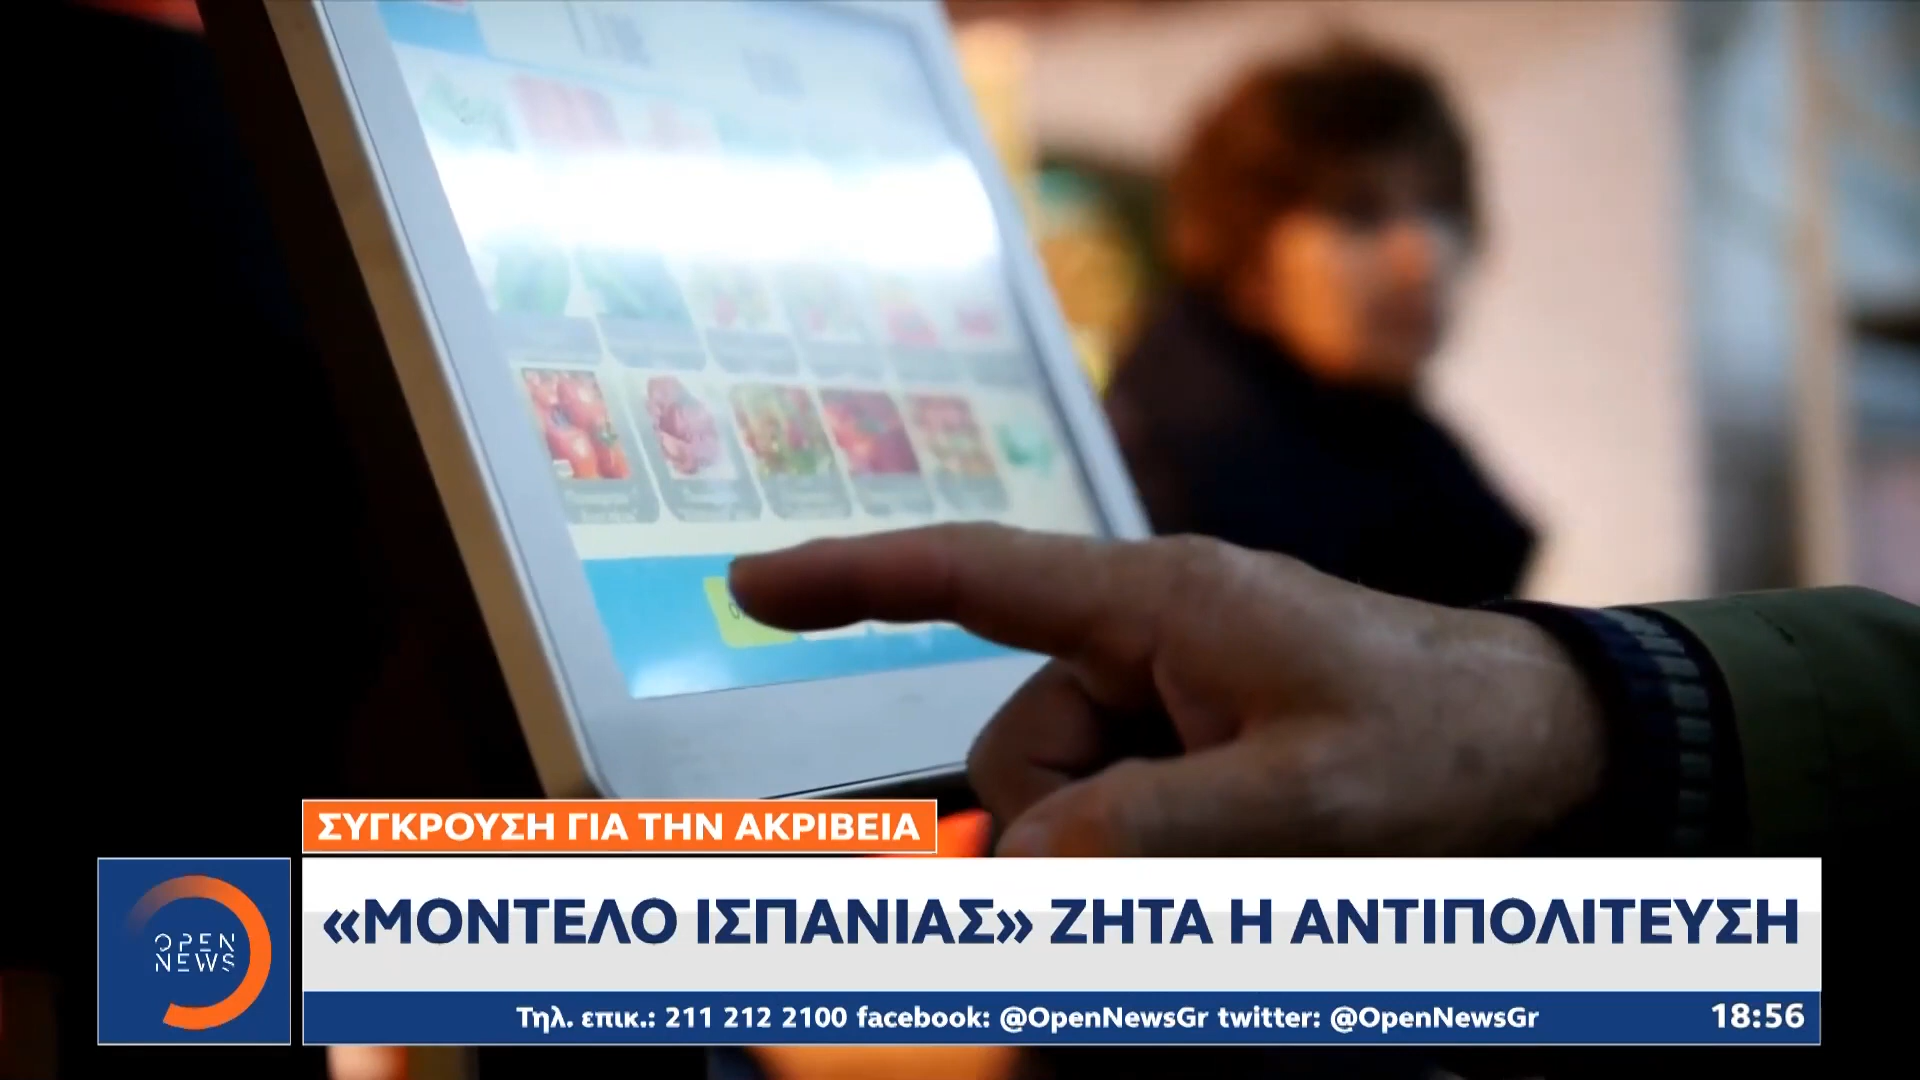 ΣΥΓΚΡΟΥΣΗ ΓΙΑ ΤΗΝ ΑΚΡΙΒΕΙΑ
«ΜΟΝΤΕΛΟ ΙΣΠΑΝΙΑΣ» ΖΗΤΑ Η ΑΝΤΙΠΟΛΙΤΕΥΣΗ
OPEN
NEWS
Τηλ. επικ.: 211 212 2100 facebook: @OpenNewsGr twitter: @OpenNewsGr
18:56